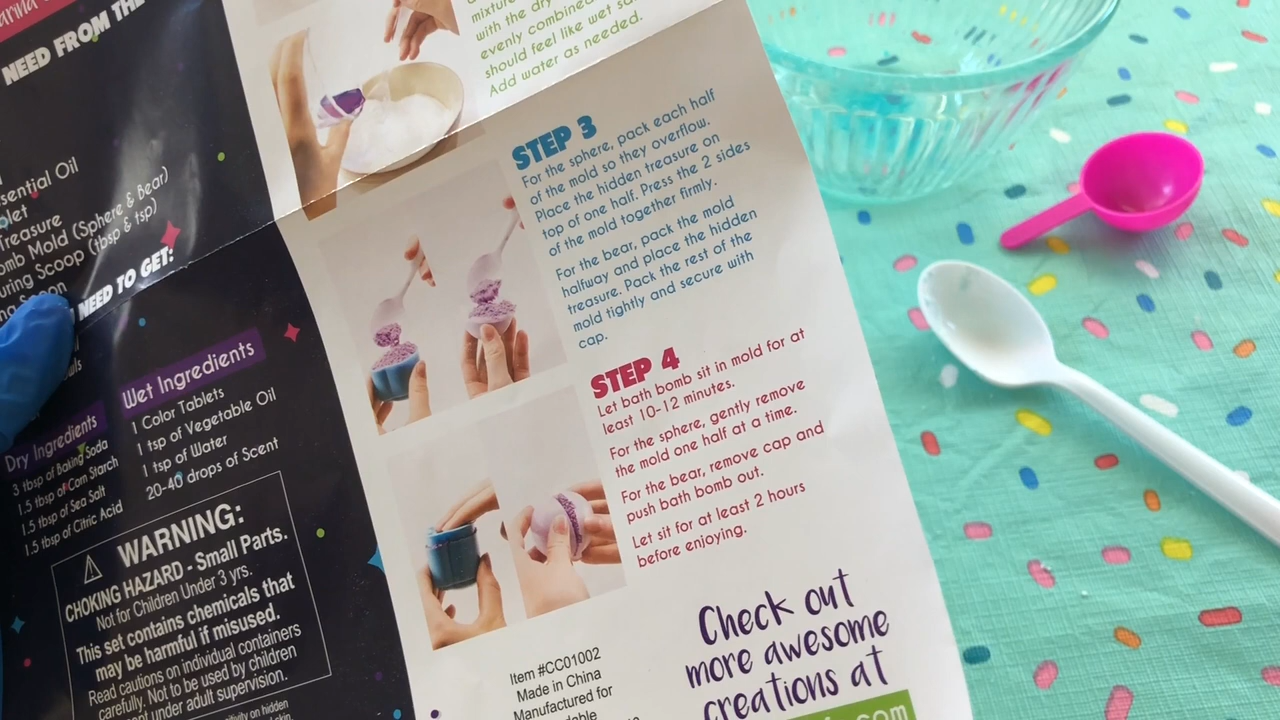 NEED FROM THE
ssential Oil
Treasure
omb Mold (Sphere & Bear)
uring Scoop (tbsp & tsp)
NEED TO GET:
Dry Ingredients
3 tbsp of Baking Soda
1.5 tbsp of Corn Starch
1.5 tbsp of Sea Salt
1.5 tbsp of Citric Acid
Wet Ingredients
1 Color Tablets
1 tsp of Vegetable Oil
1 tsp of Water
20-40 drops of Scent
WARNING:
CHOKING HAZARD - Small Parts.
Not for Children Under 3 yrs.
This set contains chemicals that
may be harmful if misused.
Read cautions on individual containers
carefully. Not to be used by children
under adult supervision.
mixture
with the dry
evenly combined
should feel like wet
Add water as needed.
STEP 3
For the sphere, pack each half
of the mold so they overflow.
Place the hidden treasure on
top of one half. Press the 2 sides
of the mold together firmly.
For the bear, pack the mold
halfway and place the hidden
treasure. Pack the rest of the
mold tightly and secure with
cap.
STEP 4
Let bath bomb sit in mold for at
least 10-12 minutes.
For the sphere, gently remove
the mold one half at a time.
For the bear, remove cap and
push bath bomb out.
Let sit for at least 2 hours
before enjoying.
Item #CC01002
Made in China
Manufactured for
Check out
more awesome
creations at
.com